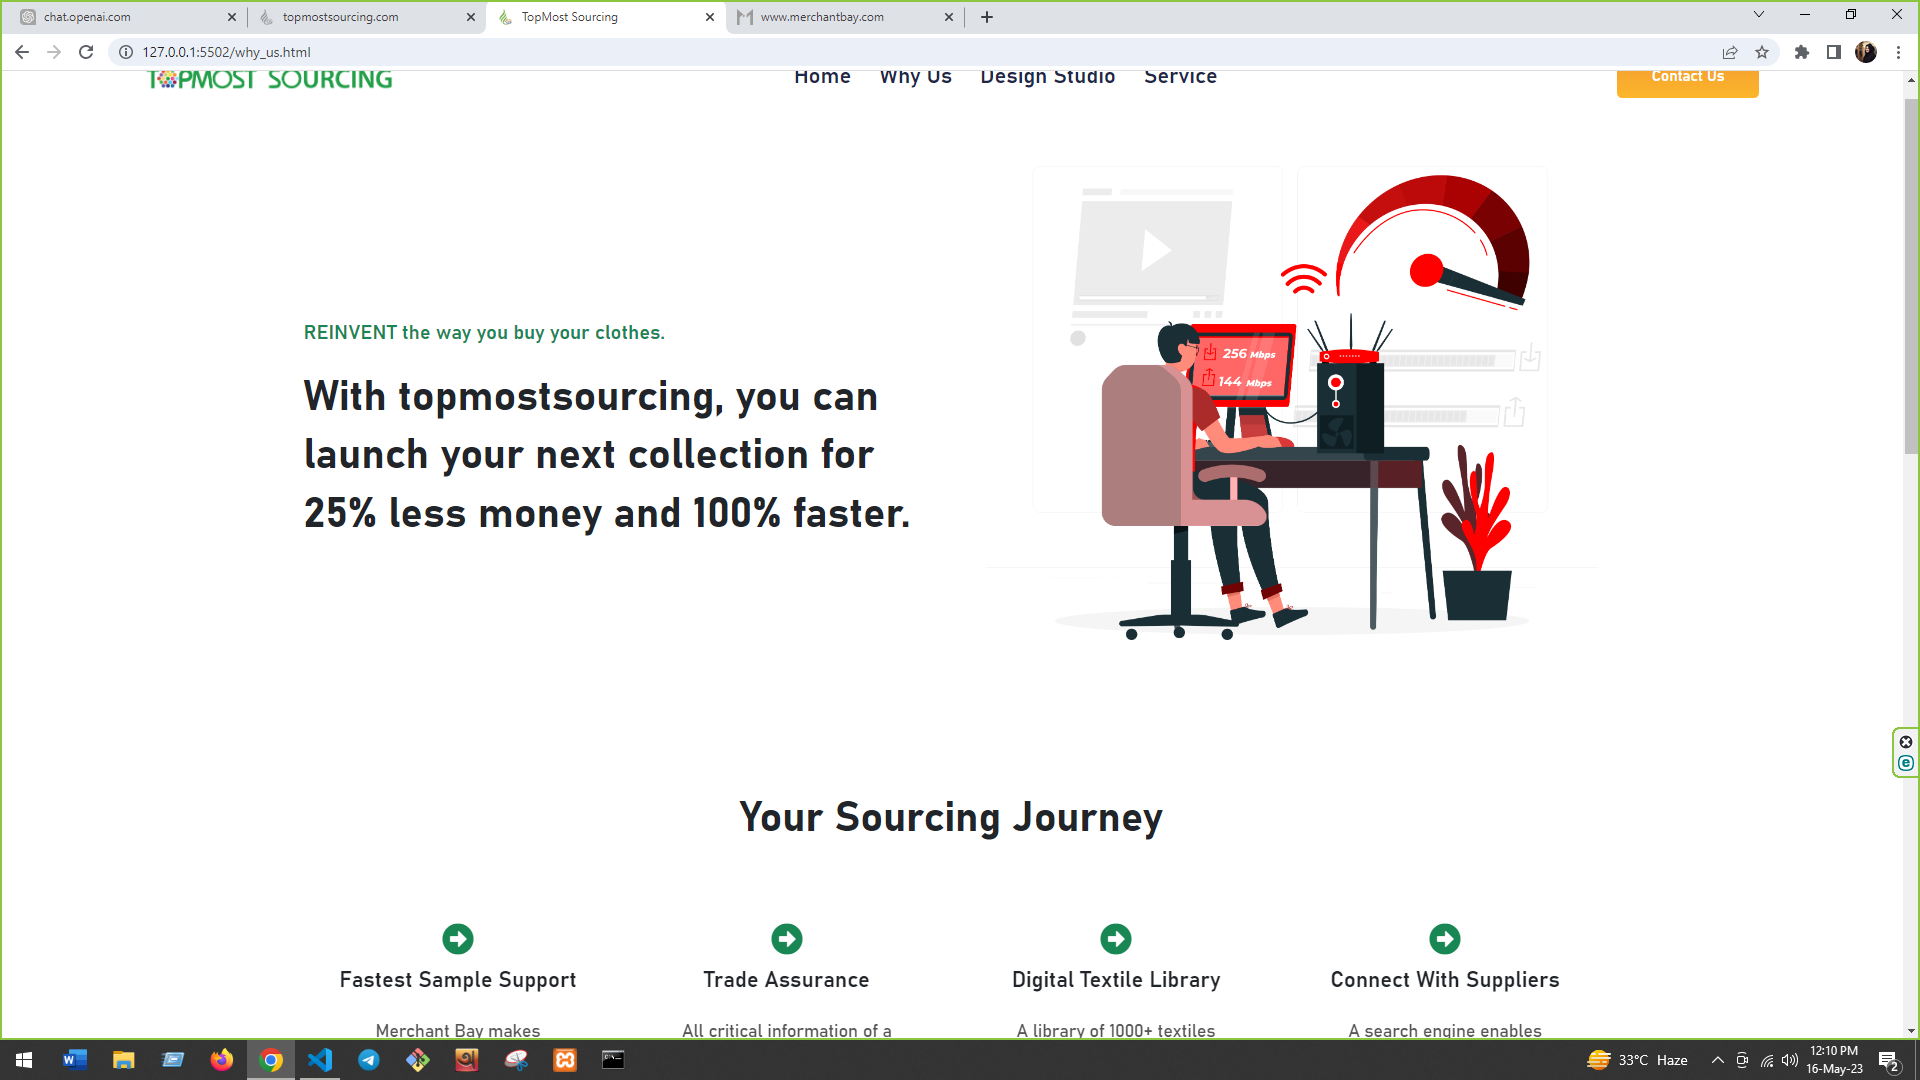 chat.openai.com
topmostsourcing.com
TopMost Sourcing
www.merchantbay.com
127.0.0.1:5502/why_us.html
TOPMOST SOURCING
Home Why Us Design Studio Service
Contact Us
REINVENT the way you buy your clothes.
With topmostsourcing, you can
launch your next collection for
25% less money and 100% faster.
256 Mbps
144 Mbps
Your Sourcing Journey
Fastest Sample Support
Trade Assurance
Digital Textile Library
Connect With Suppliers
Merchant Bay makes
All critical information of a
A library of 1000+ textiles
A search engine enables
33°C Haze
12:10 PM
16-May-23
2